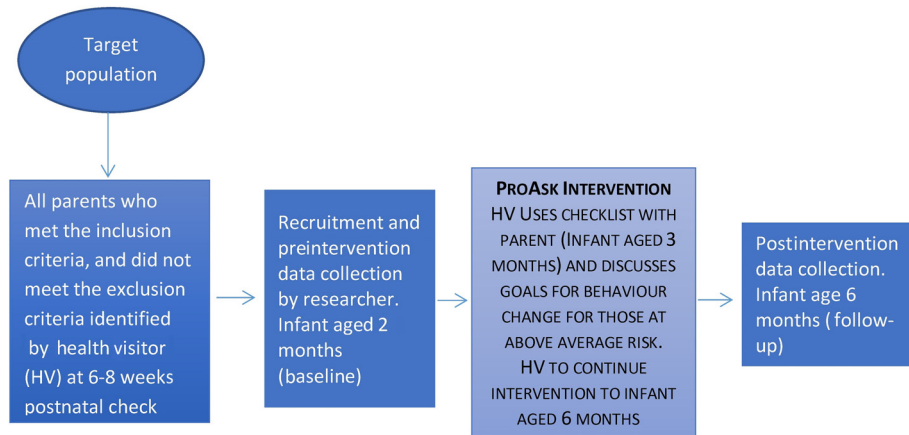 Target
population
All parents who
met the inclusion
criteria, and did not
meet the exclusion
criteria identified
by health visitor
(HV) at 6-8 weeks
postnatal check
Recruitment and
preintervention
data collection
by researcher.
Infant aged 2
months
(baseline)
PROASK INTERVENTION
HV USES CHECKLIST WITH
PARENT (INFANT AGED 3
MONTHS) AND DISCUSSES
GOALS FOR BEHAVIOUR
CHANGE FOR THOSE AT
ABOVE AVERAGE RISK.
HV TO CONTINUE
INTERVENTION TO INFANT
AGED 6 MONTHS
Postintervention
data collection.
Infant age 6
months ( follow-
up)